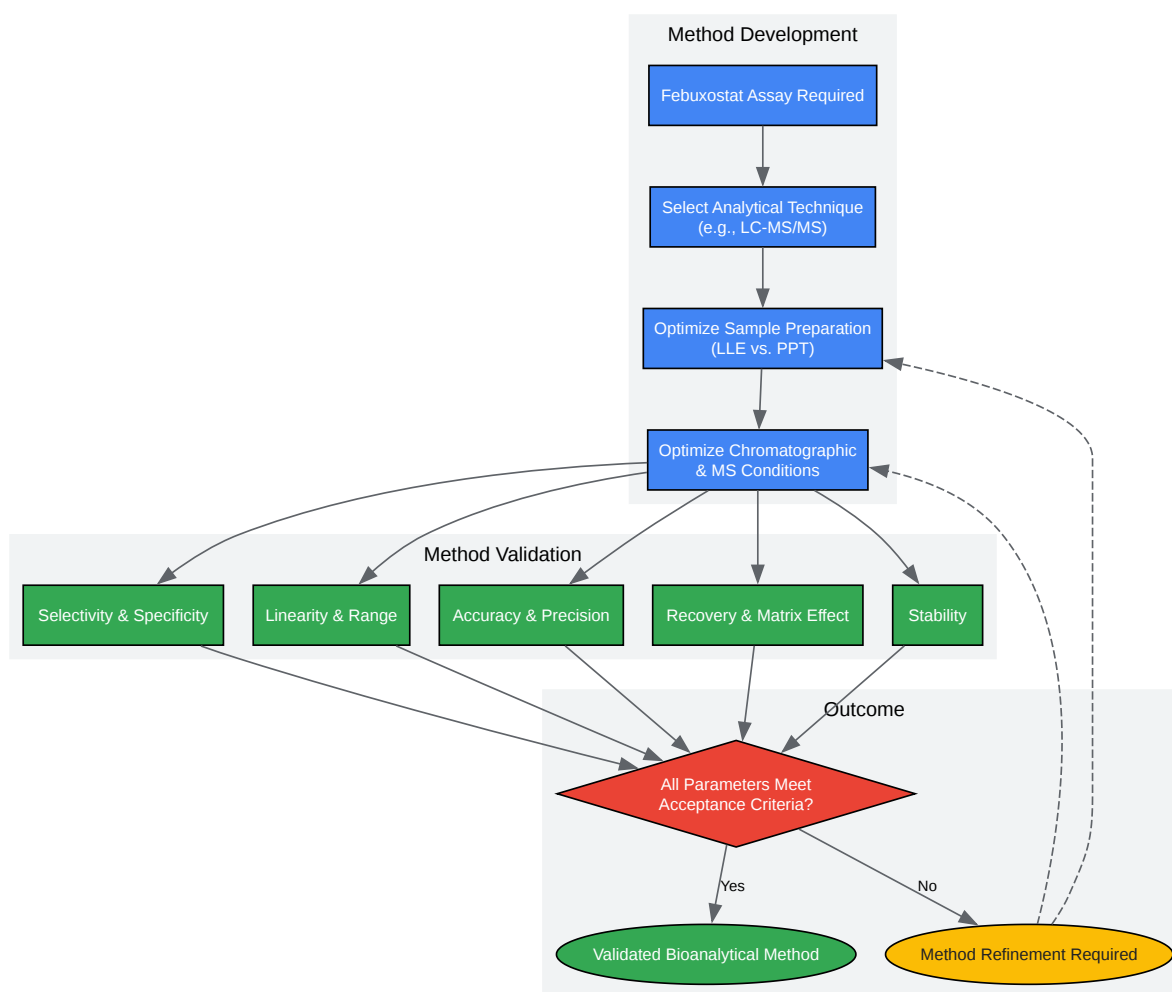 Method Development
Febuxostat Assay Required
Select Analytical Technique
(e.g., LC-MS/MS)
Optimize Sample Preparation
(LLE vs. PPT)
Optimize Chromatographic
& MS Conditions
Method Validation
Selectivity & Specificity
Linearity & Range
Accuracy & Precision
Recovery & Matrix Effect
Stability
Outcome
All Parameters Meet
Acceptance Criteria?
Yes
No
Validated Bioanalytical Method
Method Refinement Required